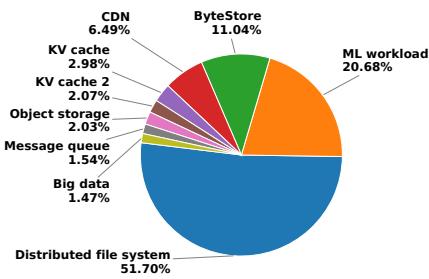 CDN
6.49%
ByteStore
11.04%
KV cache
2.98%
ML workload
20.68%
KV cache 2
2.07%
Object storage
2.03%
Message queue
1.54%
Big data
1.47%
Distributed file system
51.70%